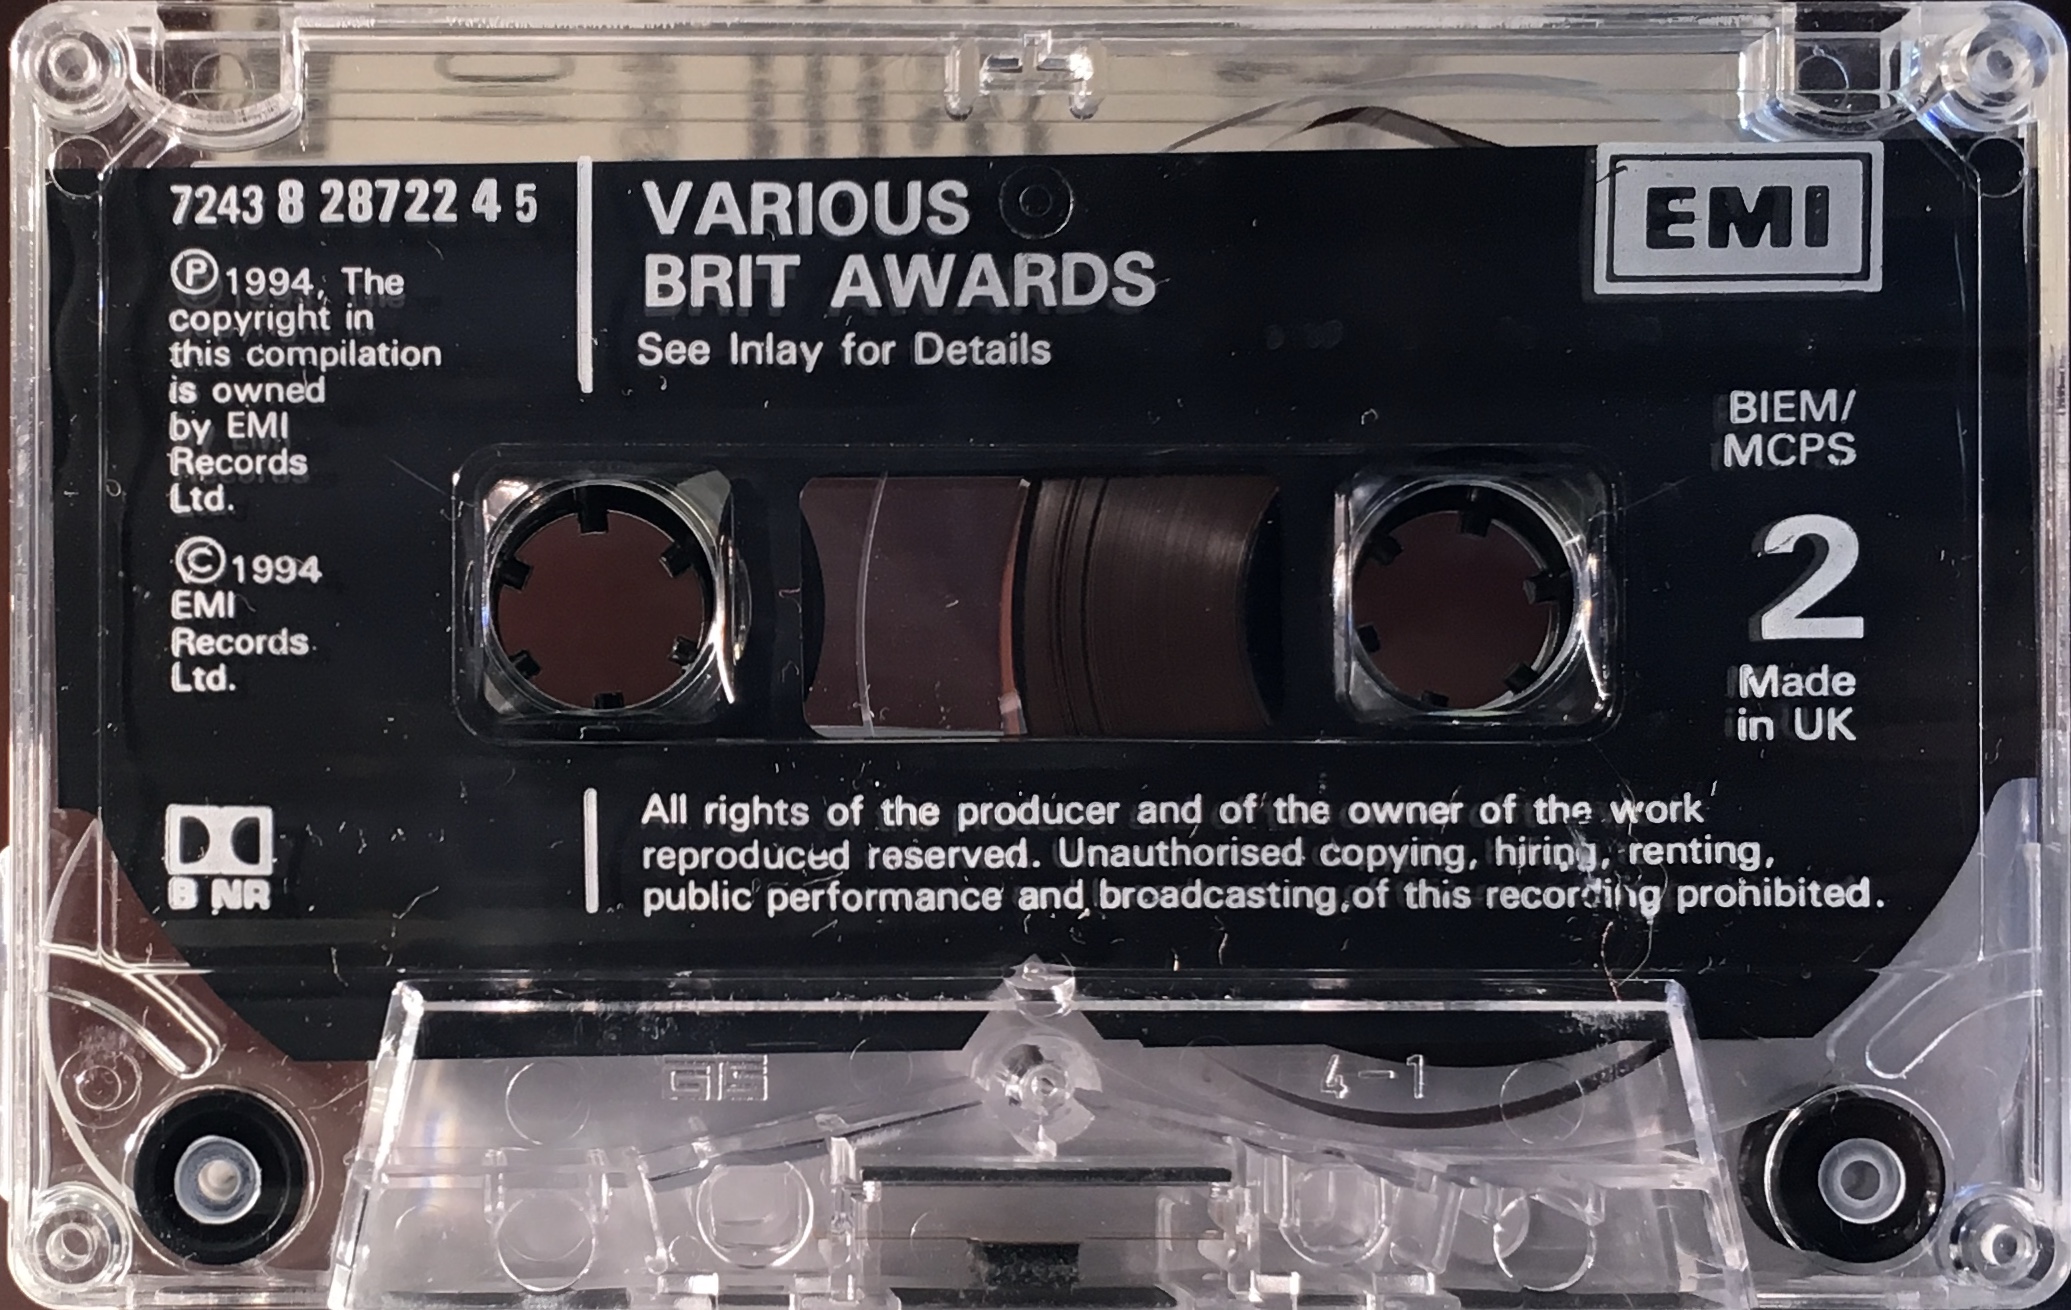 7243 8 28722 4 5
Ⓟ1994, The
copyright in
this compilation
is owned
by EMI
Records
Ltd.
©1994
EMI
Records
Ltd.
B NR
VARIOUS
BRIT AWARDS
See Inlay for Details
EMI
BIEM/
MCPS
2
Made
in UK
All rights of the producer and of the owner of the work
reproduced reserved. Unauthorised copying, hiring, renting,
public performance and broadcasting of this recording prohibited.
4-1